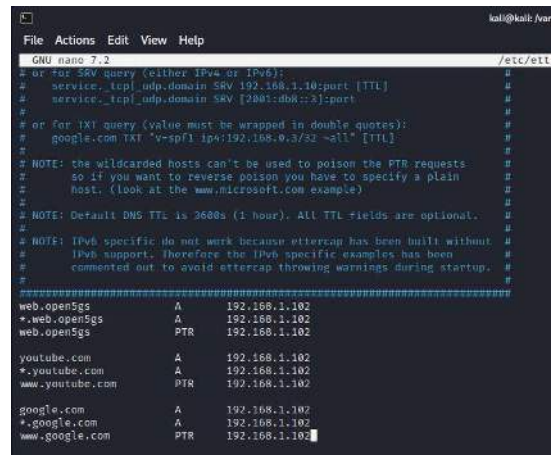 kali@kali: /var
File Actions Edit View Help
GNU nano 7.2 /etc/ett
# or for SRV query (either IPv4 or IPv6): #
# service._tcp|_udp.domain SRV 192.168.1.10:port [TTL] #
# service._tcp|_udp.domain SRV [2001:db8::3]:port #
# #
# or for TXT query (value must be wrapped in double quotes): #
# google.com TXT "v=spf1 ip4:192.168.0.3/32 ~all" [TTL] #
# #
# NOTE: the wildcarded hosts can't be used to poison the PTR requests #
# so if you want to reverse poison you have to specify a plain #
# host. (look at the www.microsoft.com example) #
# #
# NOTE: Default DNS TTL is 3600s (1 hour). All TTL fields are optional. #
# #
# NOTE: IPv6 specific do not work because ettercap has been built without #
# IPv6 support. Therefore the IPv6 specific examples has been #
# commented out to avoid ettercap throwing warnings during startup. #
# #
################################################################################
web.open5gs A 192.168.1.102
*.web.open5gs A 192.168.1.102
web.open5gs PTR 192.168.1.102
youtube.com A 192.168.1.102
*.youtube.com A 192.168.1.102
www.youtube.com PTR 192.168.1.102
google.com A 192.168.1.102
*.google.com A 192.168.1.102
www.google.com PTR 192.168.1.102